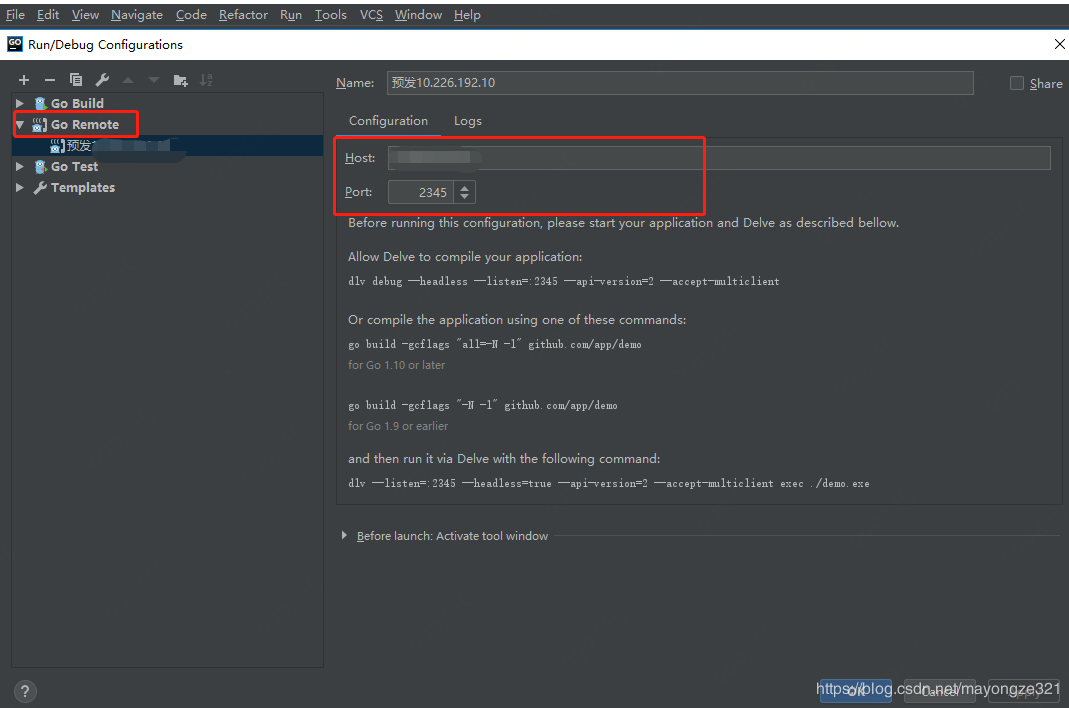 File Edit View Navigate Code Refactor Run Tools VCS Window Help
GO Run/Debug Configurations
Name: 预发10.226.192.10 Share
Go Build
Go Remote
预发
Go Test
Templates
Configuration Logs
Host:
Port: 2345
Before running this configuration, please start your application and Delve as described bellow.
Allow Delve to compile your application:
dlv debug --headless --listen=:2345 --api-version=2 --accept-multiclient
Or compile the application using one of these commands:
go build -gcflags "all=-N -l" github.com/app/demo
for Go 1.10 or later
go build -gcflags "-N -l" github.com/app/demo
for Go 1.9 or earlier
and then run it via Delve with the following command:
dlv --listen=:2345 --headless=true --api-version=2 --accept-multiclient exec ./demo.exe
Before launch: Activate tool window
?
OK Cancel Apply
https://blog.csdn.net/mayongze321